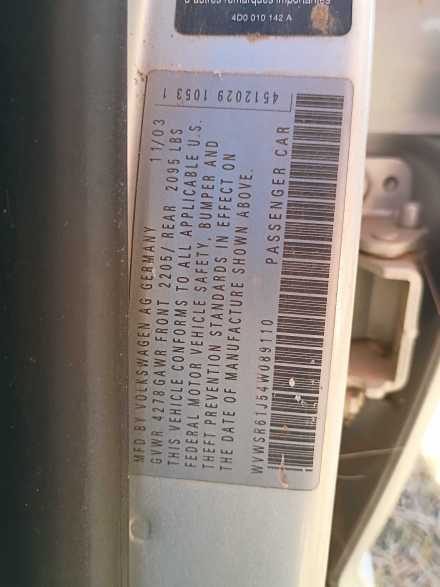 4D0 010 142 A
MFD BY VOLKSWAGEN AG GERMANY 11/03
GVWR 4278 GAWR FRONT 2205/ REAR 2095 LBS
THIS VEHICLE CONFORMS TO ALL APPLICABLE U.S.
FEDERAL MOTOR VEHICLE SAFETY, BUMPER AND
THEFT PREVENTION STANDARDS IN EFFECT ON
THE DATE OF MANUFACTURE SHOWN ABOVE.
WVWSR61J54W089110 PASSENGER CAR
4512029 1053 1